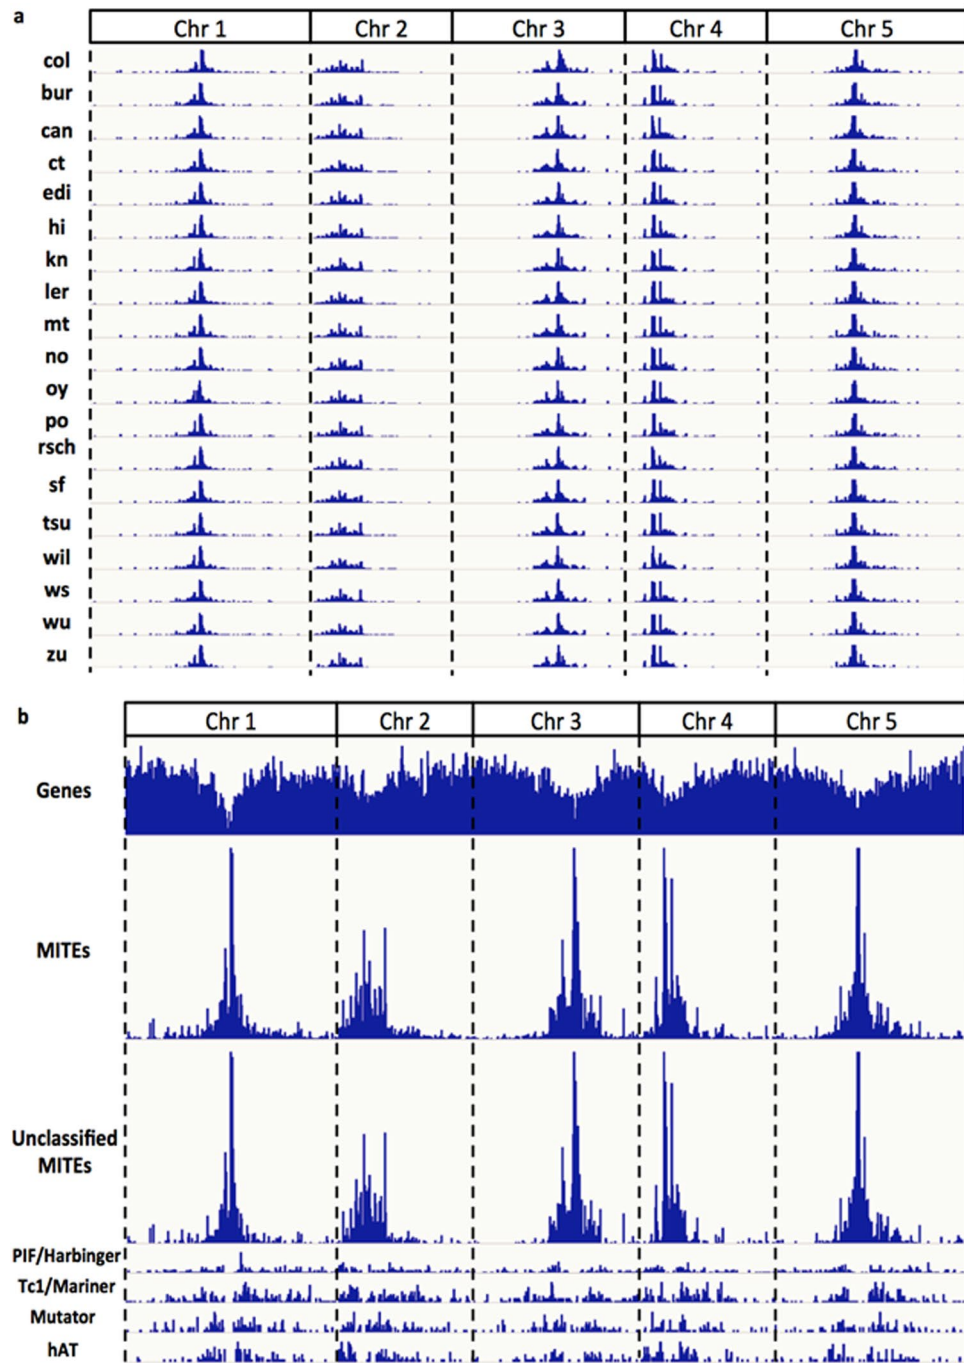 a
Chr 1 Chr 2 Chr 3 Chr 4 Chr 5
col
bur
can
ct
edi
hi
kn
ler
mt
no
oy
po
rsch
sf
tsu
wil
ws
wu
zu
b
Chr 1 Chr 2 Chr 3 Chr 4 Chr 5
Genes
MITEs
Unclassified
MITEs
PIF/Harbinger
Tc1/Mariner
Mutator
hAT